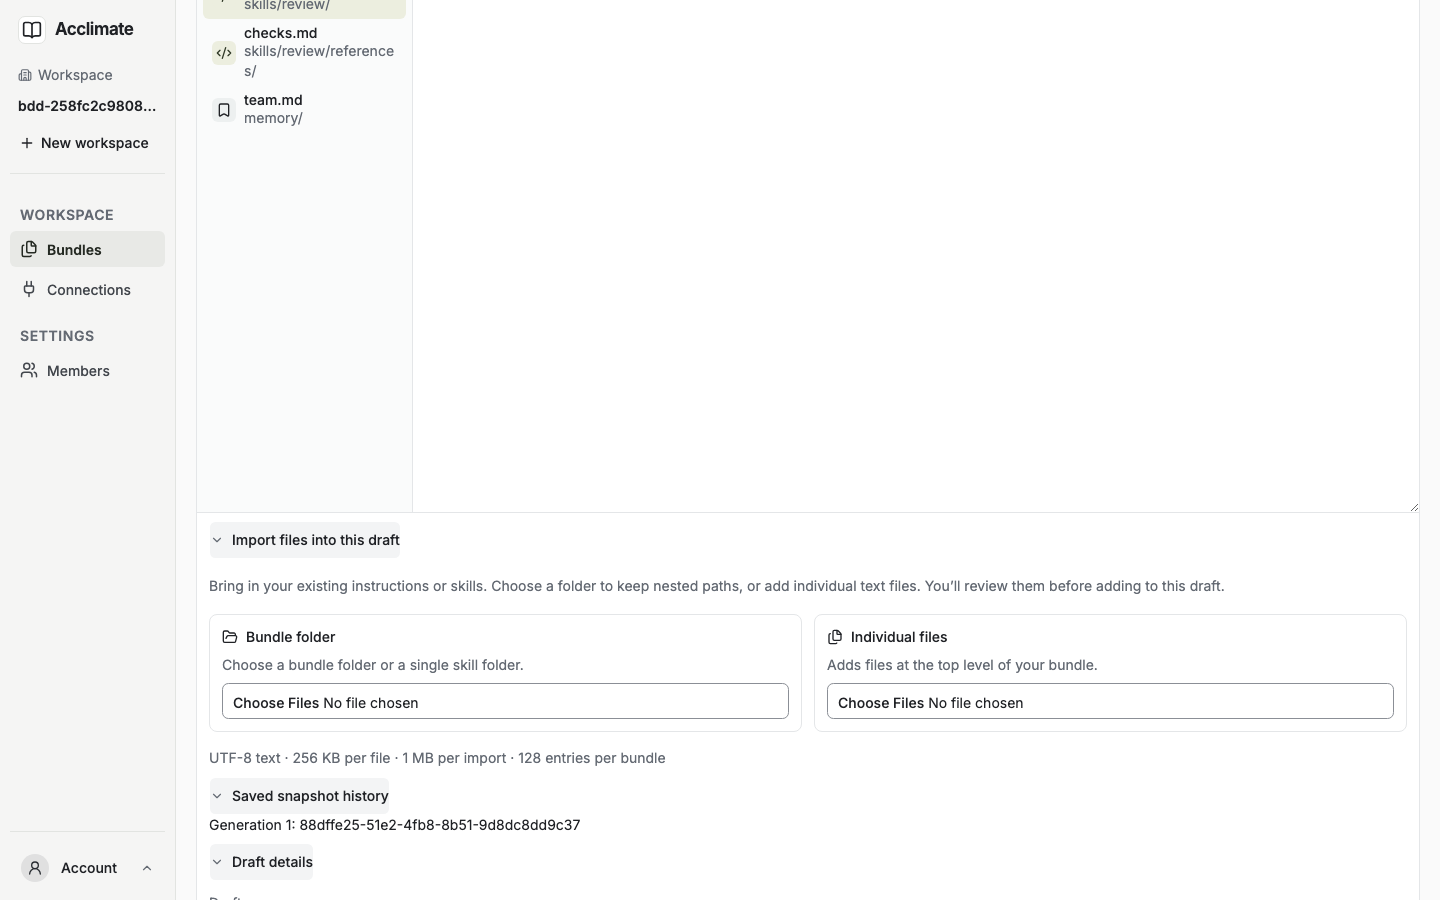 Acclimate
Workspace
bdd-258fc2c9808...
New workspace
WORKSPACE
Bundles
Connections
SETTINGS
Members
Account
skills/review/
checks.md
skills/review/reference
s/
team.md
memory/
Import files into this draft
Bring in your existing instructions or skills. Choose a folder to keep nested paths, or add individual text files. You’ll review them before adding to this draft.
Bundle folder
Choose a bundle folder or a single skill folder.
Choose Files No file chosen
Individual files
Adds files at the top level of your bundle.
Choose Files No file chosen
UTF-8 text · 256 KB per file · 1 MB per import · 128 entries per bundle
Saved snapshot history
Generation 1: 88dffe25-51e2-4fb8-8b51-9d8dc8dd9c37
Draft details